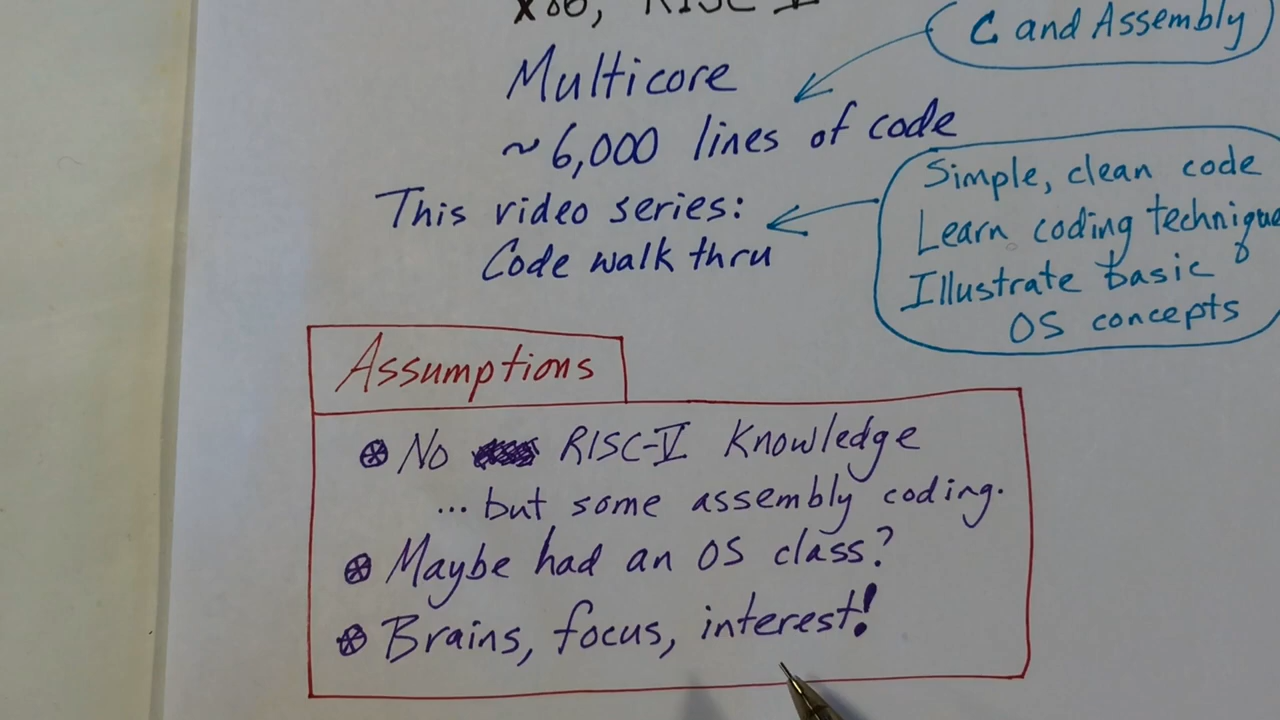 x86, RISC-V
C and Assembly
Multicore
~ 6,000 lines of code
This video series:
Code walk thru
Simple, clean code
Learn coding technique
Illustrate basic
OS concepts
Assumptions
No RISC-V Knowledge
... but some assembly coding.
Maybe had an OS class?
Brains, focus, interest!